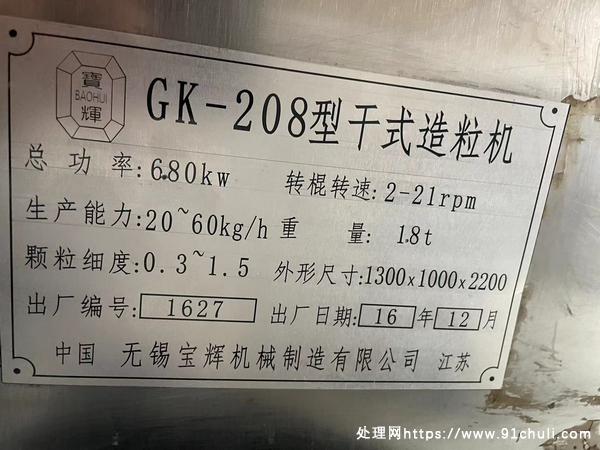 寶
BAOHUI
輝
GK-208型干式造粒机
总功率:6.80kw 转棍转速:2-21rpm
生产能力:20~60kg/h 重量: 1.8t
颗粒细度:0.3~1.5 外形尺寸:1300x1000x2200
出厂编号: 1627 出厂日期: 16 年 12 月
中国 无锡宝辉机械制造有限公司 江苏
处理网https://www.91chuli.com/